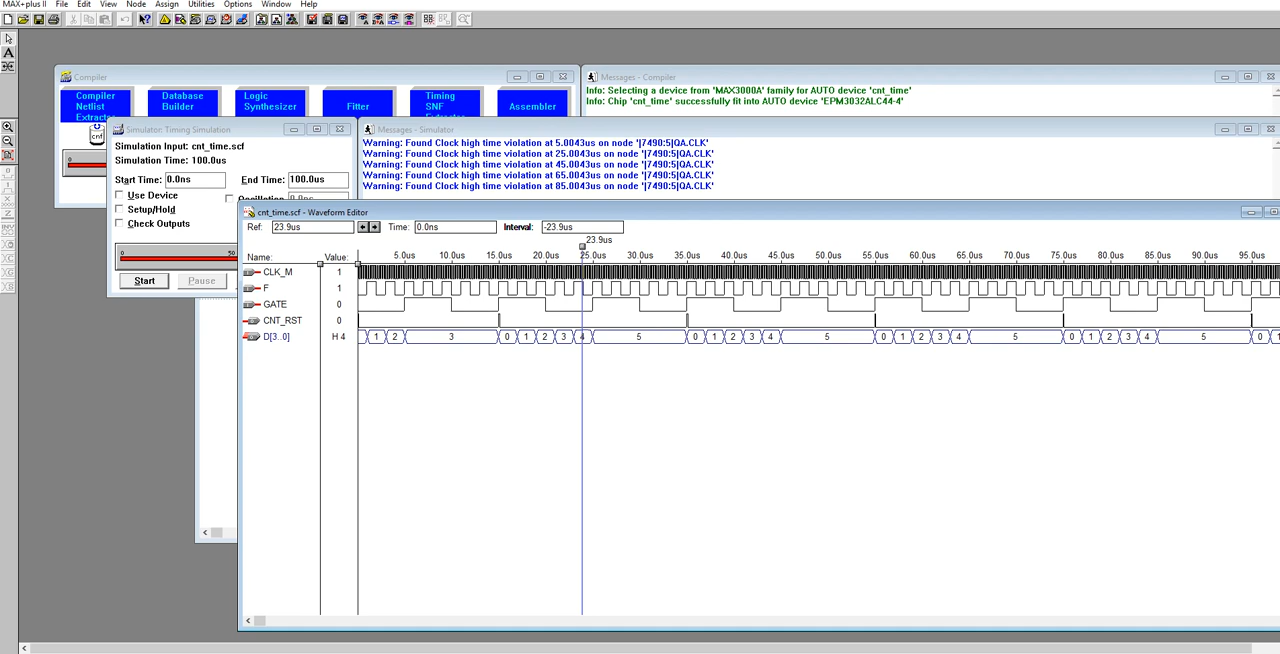 MAX+plus II File Edit View Node Assign Utilities Options Window Help
Compiler
Compiler Netlist Extractor
Database Builder
Logic Synthesizer
Fitter
Timing SNF Extractor
Assembler
cnf
0
Messages - Compiler
Info: Selecting a device from 'MAX3000A' family for AUTO device 'cnt_time'
Info: Chip 'cnt_time' successfully fit into AUTO device 'EPM3032ALC44-4'
Simulator: Timing Simulation
Simulation Input: cnt_time.scf
Simulation Time: 100.0us
Start Time: 0.0ns End Time: 100.0us
Use Device
Oscillation 0.0ns
Setup/Hold
Check Outputs
0 50
Start Pause
Messages - Simulator
Warning: Found Clock high time violation at 5.0043us on node '|7490:5|QA.CLK'
Warning: Found Clock high time violation at 25.0043us on node '|7490:5|QA.CLK'
Warning: Found Clock high time violation at 45.0043us on node '|7490:5|QA.CLK'
Warning: Found Clock high time violation at 65.0043us on node '|7490:5|QA.CLK'
Warning: Found Clock high time violation at 85.0043us on node '|7490:5|QA.CLK'
cnt_time.scf - Waveform Editor
Ref: 23.9us Time: 0.0ns Interval: -23.9us
23.9us
Name: Value: 5.0us 10.0us 15.0us 20.0us 25.0us 30.0us 35.0us 40.0us 45.0us 50.0us 55.0us 60.0us 65.0us 70.0us 75.0us 80.0us 85.0us 90.0us 95.0us
CLK_M 1
F 1
GATE 0
CNT_RST 0
D[3..0] H 4 1 2 3 0 1 2 3 4 5 0 1 2 3 4 5 0 1 2 3 4 5 0 1 2 3 4 5 0 1